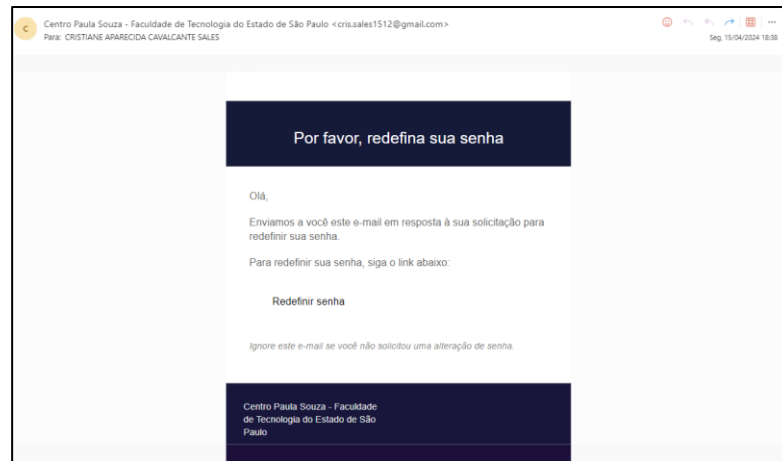 C
Centro Paula Souza - Faculdade de Tecnologia do Estado de São Paulo <cris.sales1512@gmail.com>
Para: CRISTIANE APARECIDA CAVALCANTE SALES
Seg, 15/04/2024 18:38
Por favor, redefina sua senha
Olá,
Enviamos a você este e-mail em resposta à sua solicitação para
redefinir sua senha.
Para redefinir sua senha, siga o link abaixo:
Redefinir senha
Ignore este e-mail se você não solicitou uma alteração de senha.
Centro Paula Souza - Faculdade
de Tecnologia do Estado de São
Paulo